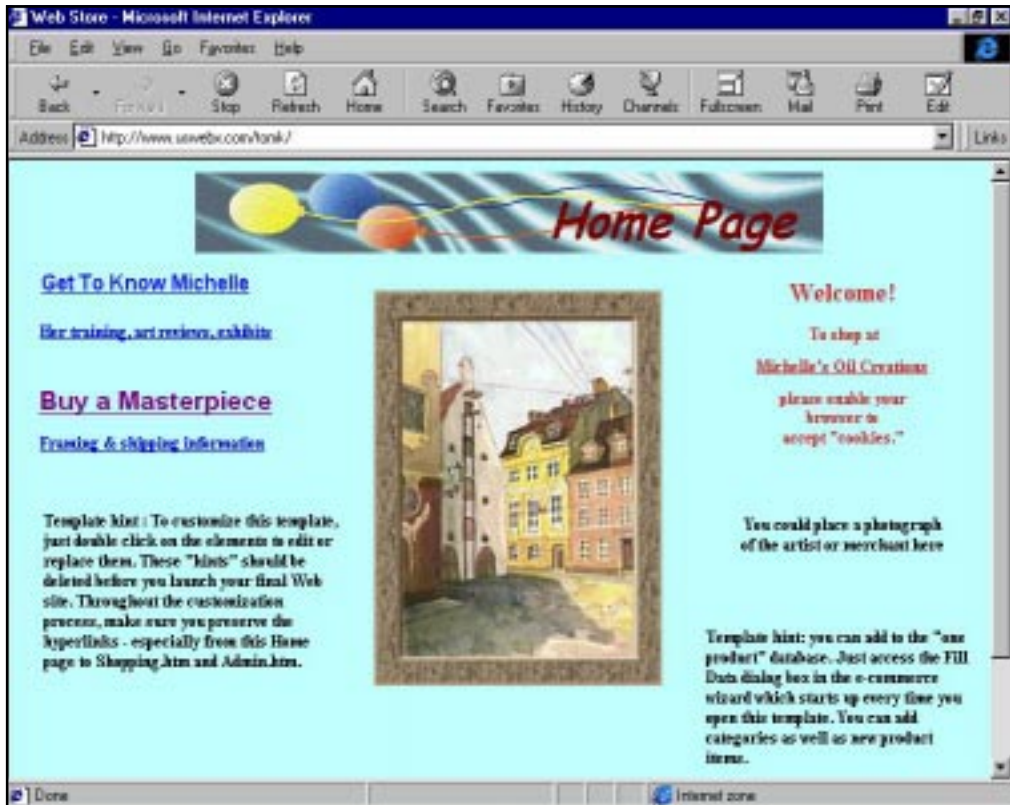 Web Store - Microsoft Internet Explorer
File Edit View Go Favorites Help
Back Forward Stop Refresh Home Search Favorites History Channels Fullscreen Mail Print Edit
Address http://www.uswebx.com/tonik/ Links
Home Page
Get To Know Michelle
Her training, art reviews, exhibits
Buy a Masterpiece
Framing & shipping information
Template hint : To customize this template,
just double click on the elements to edit or
replace them. These "hints" should be
deleted before you launch your final Web
site. Throughout the customization
process, make sure you preserve the
hyperlinks - especially from this Home
page to Shopping.htm and Admin.htm.
Welcome!
To shop at
Michelle's Oil Creations
please enable your
browser to
accept "cookies."
You could place a photograph
of the artist or merchant here
Template hint: you can add to the "one
product" database. Just access the Fill
Data dialog box in the e-commerce
wizard which starts up every time you
open this template. You can add
categories as well as new product
items.
Done
Internet zone